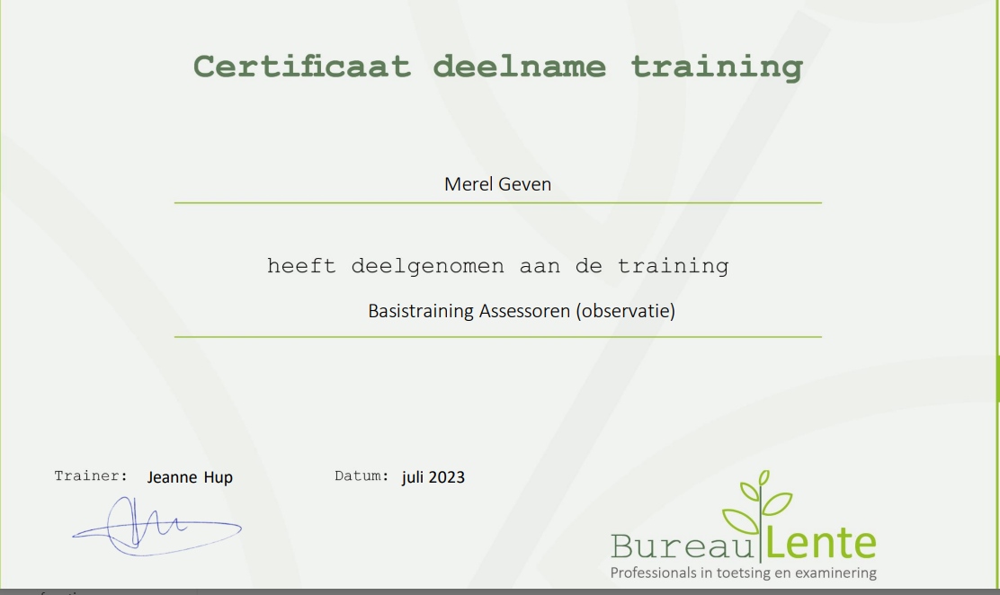 Certificaat deelname training
Merel Geven
heeft deelgenomen aan de training
Basistraining Assessoren (observatie)
Trainer: Jeanne Hup Datum: juli 2023
Bureau Lente
Professionals in toetsing en examinering